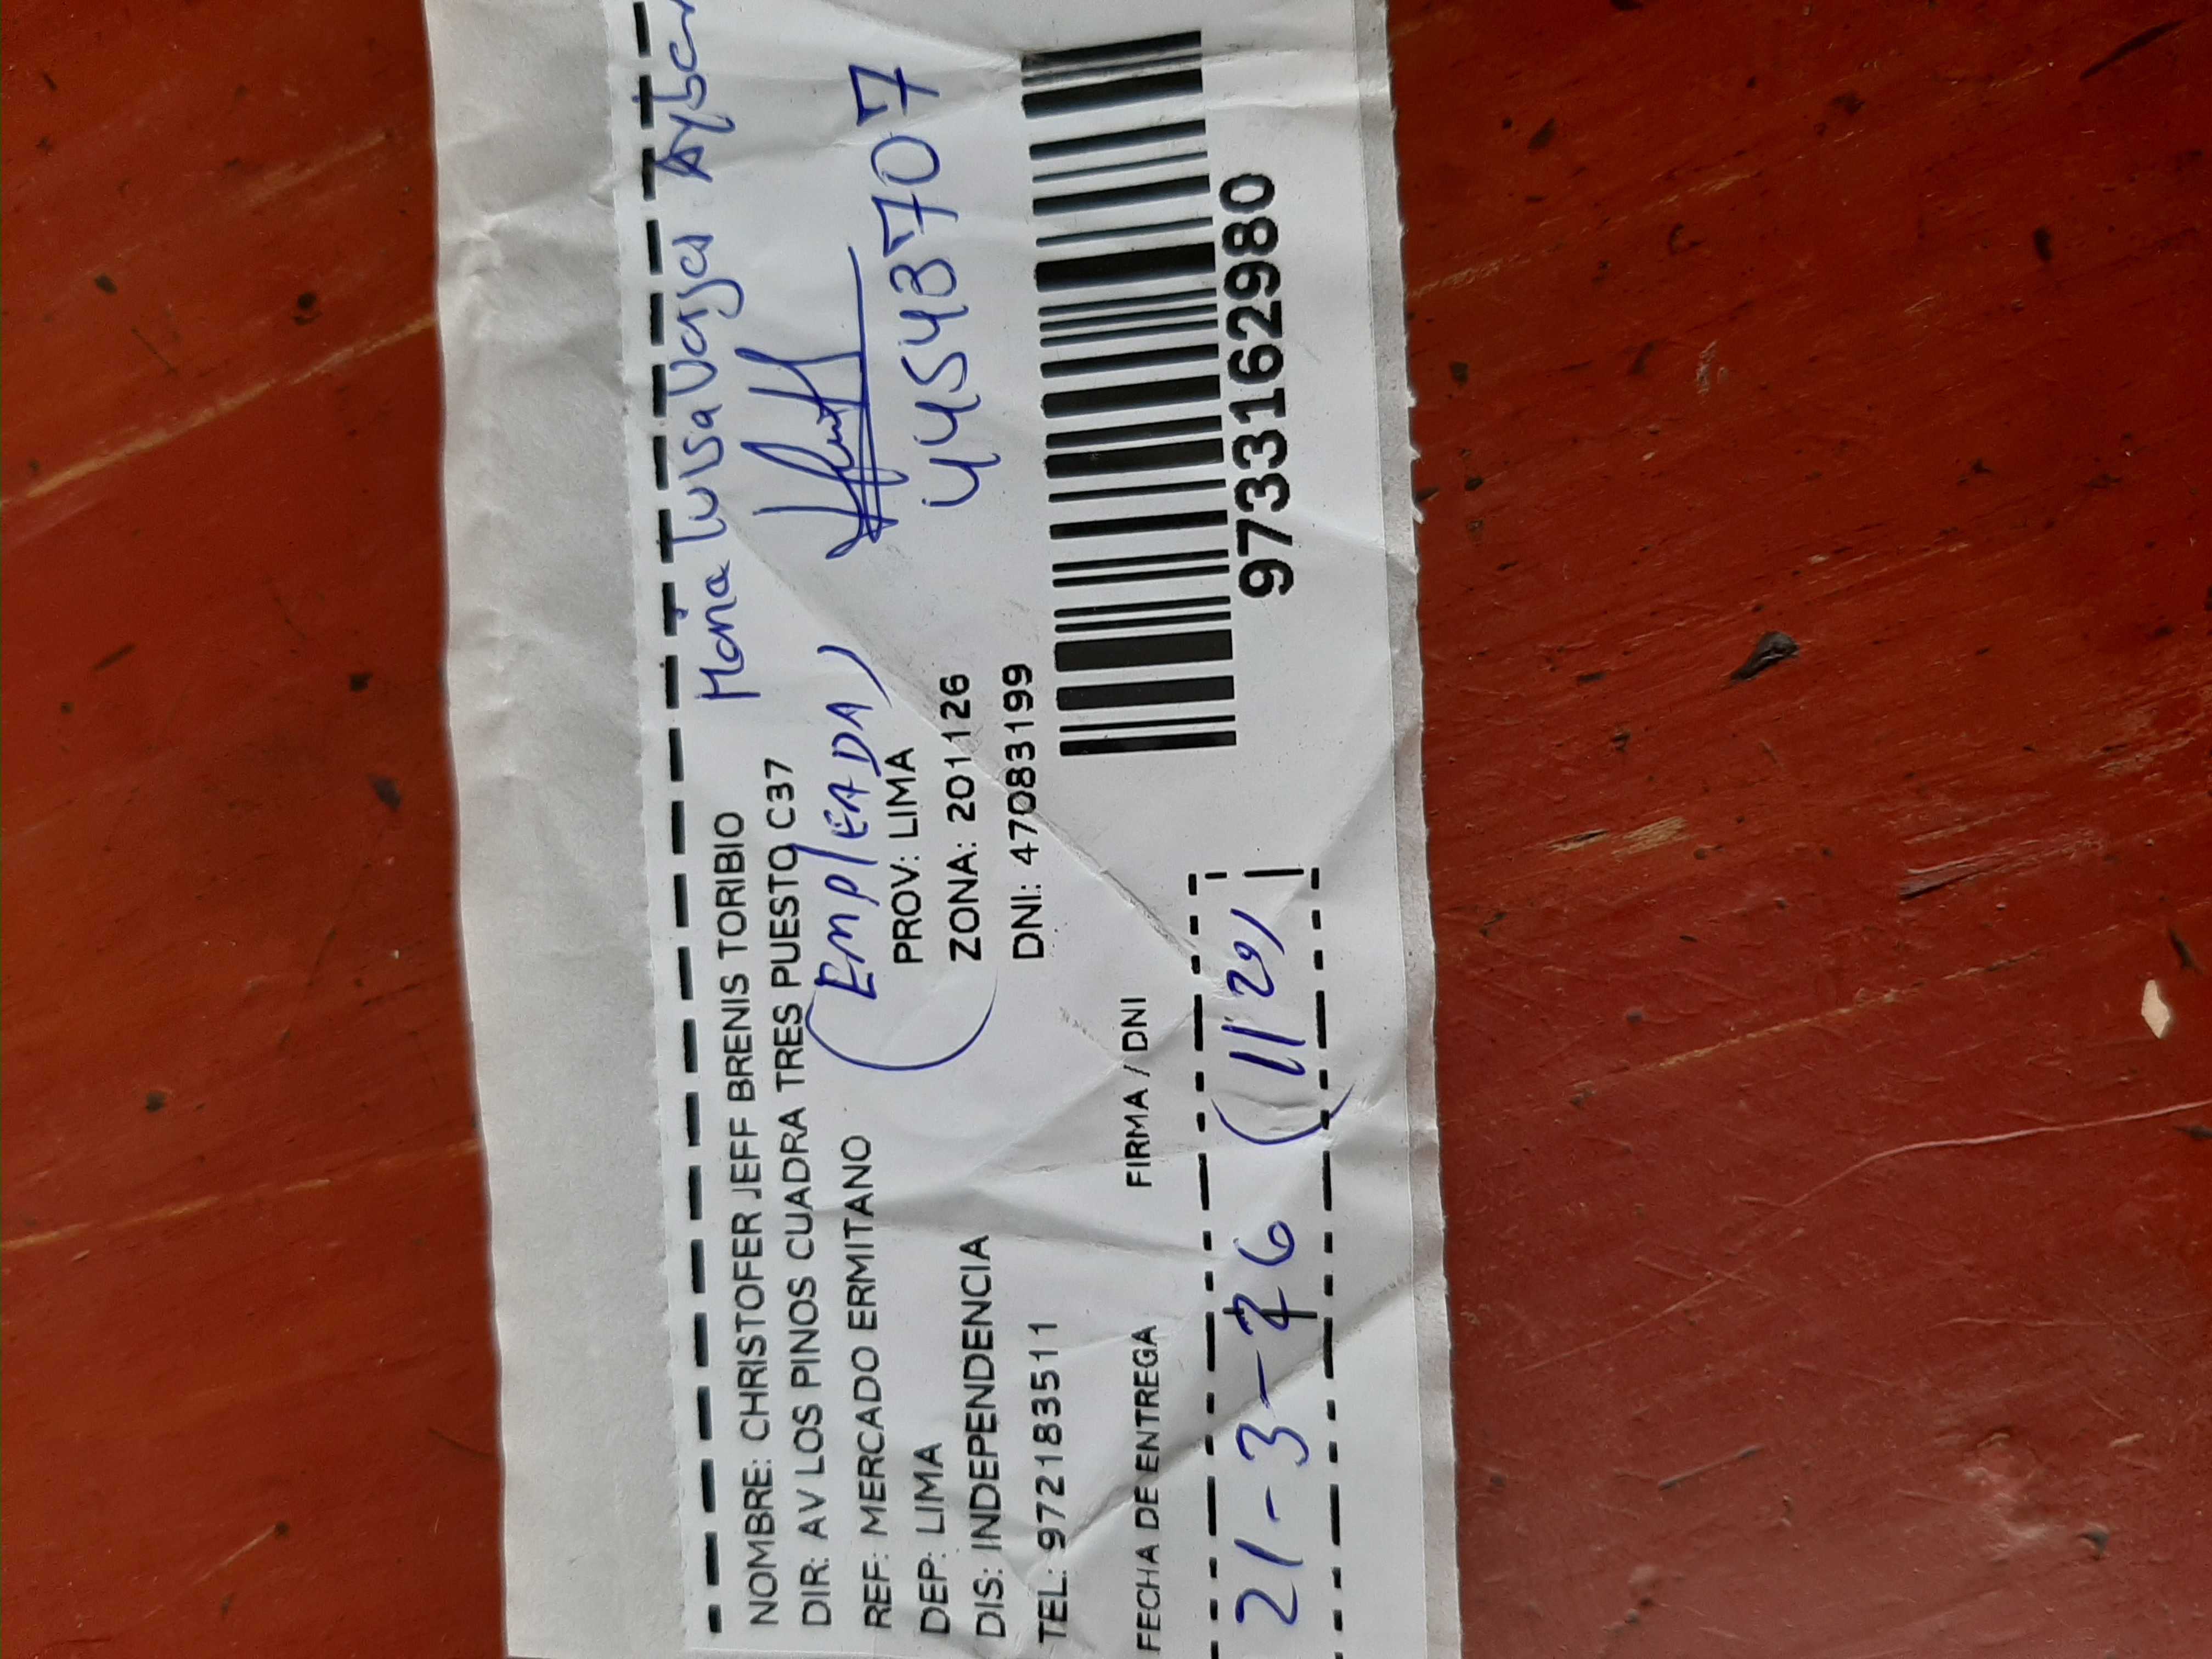 NOMBRE: CHRISTOFER JEFF BRENIS TORIBIO
DIR: AV LOS PINOS CUADRA TRES PUESTO C37
REF: MERCADO ERMITANO
(EMPlEADA)
DEP: LIMA PROV: LIMA
DIS: INDEPENDENCIA ZONA: 201126
TEL: 972183511 DNI: 47083199
María Luisa
44543707
9733162980
FECHA DE ENTREGA FIRMA / DNI
21-3-26 (11 29)